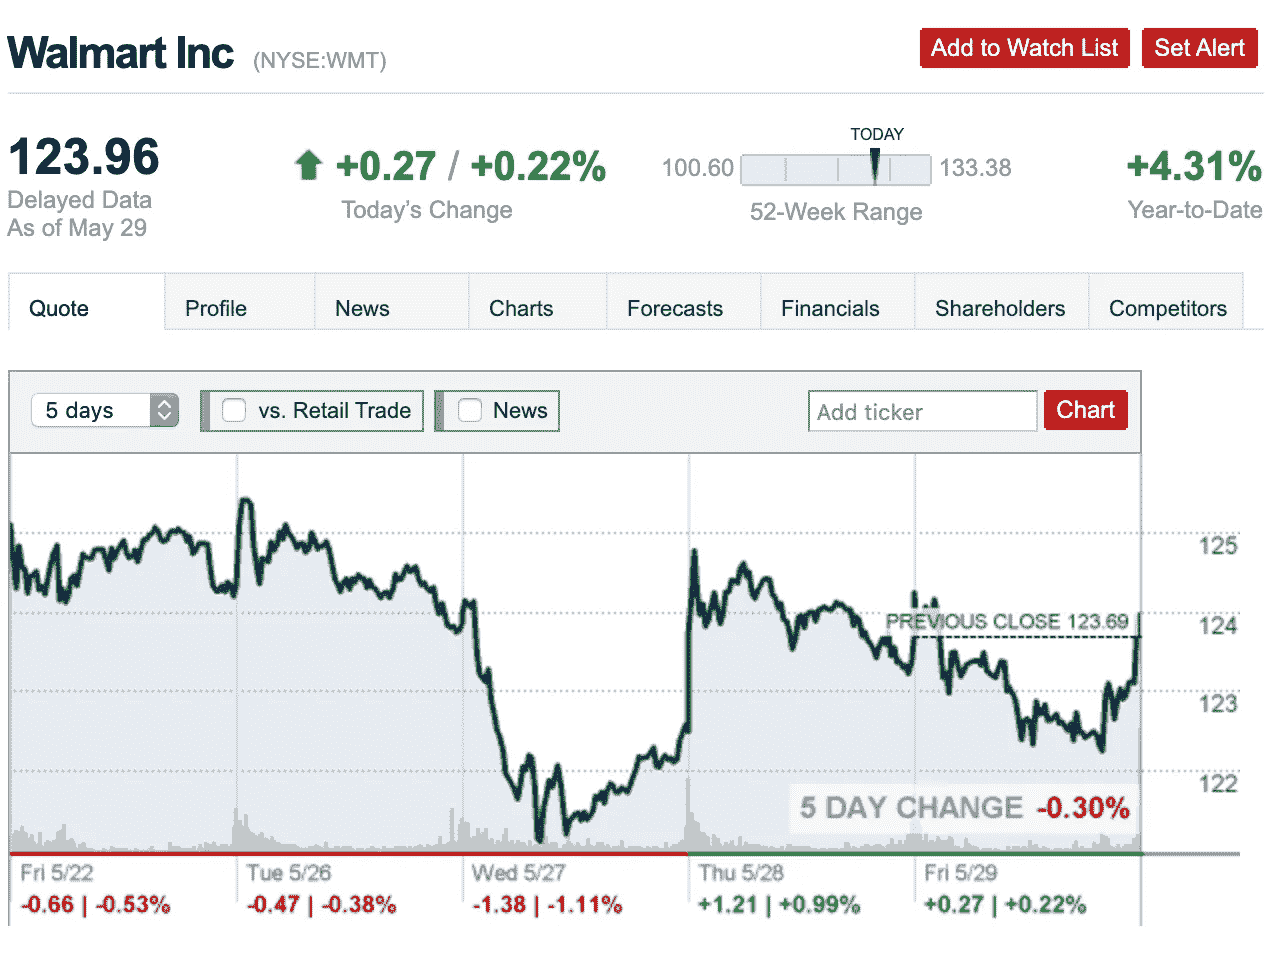 Walmart Inc (NYSE:WMT)
Add to Watch List
Set Alert
123.96
Delayed Data
As of May 29
+0.27 / +0.22%
Today’s Change
TODAY
100.60
133.38
52-Week Range
+4.31%
Year-to-Date
Quote
Profile
News
Charts
Forecasts
Financials
Shareholders
Competitors
5 days
vs. Retail Trade
News
Add ticker
Chart
125
PREVIOUS CLOSE 123.69
124
123
122
5 DAY CHANGE -0.30%
Fri 5/22
-0.66 | -0.53%
Tue 5/26
-0.47 | -0.38%
Wed 5/27
-1.38 | -1.11%
Thu 5/28
+1.21 | +0.99%
Fri 5/29
+0.27 | +0.22%